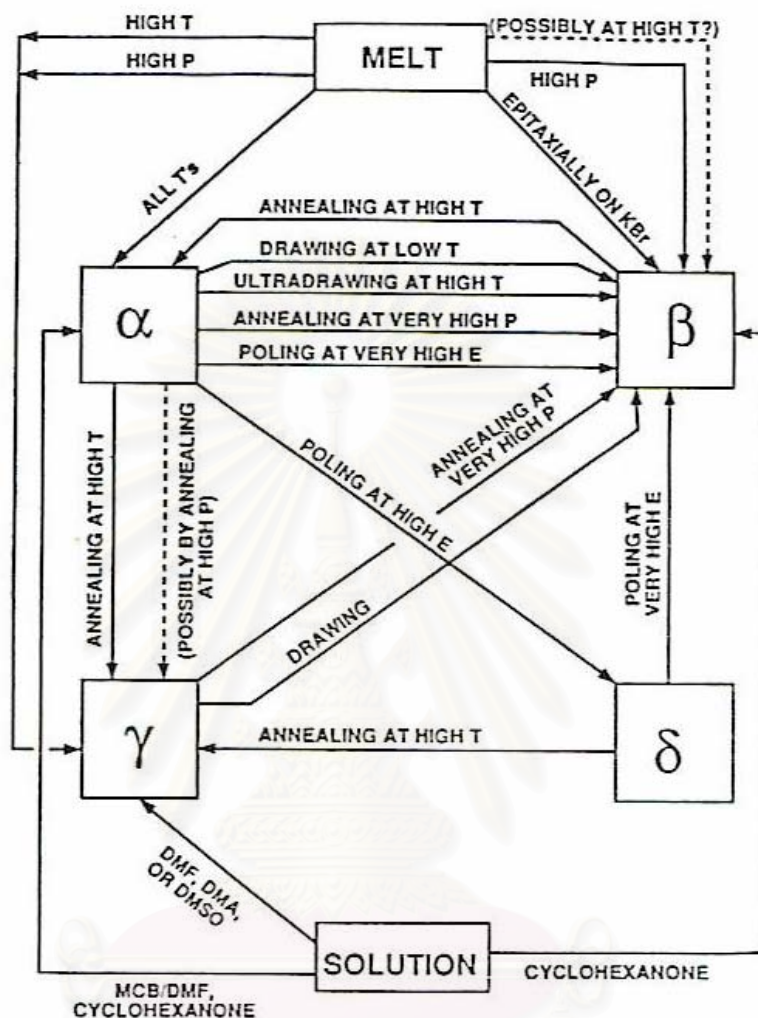 HIGH T
(POSSIBLY AT HIGH T?)
MELT
HIGH P
HIGH P
ALL T's
EPITAXIALLY ON KBr
ANNEALING AT HIGH T
DRAWING AT LOW T
ULTRADRAWING AT HIGH T
α
β
ANNEALING AT VERY HIGH P
POLING AT VERY HIGH E
ANNEALING AT HIGH T
(POSSIBLY BY ANNEALING
AT HIGH P)
POLING AT HIGH E
ANNEALING AT
VERY HIGH P
DRAWING
POLING AT
VERY HIGH E
γ
ANNEALING AT HIGH T
δ
DMF, DMA,
OR DMSO
SOLUTION
MCB/DMF,
CYCLOHEXANONE
CYCLOHEXANONE